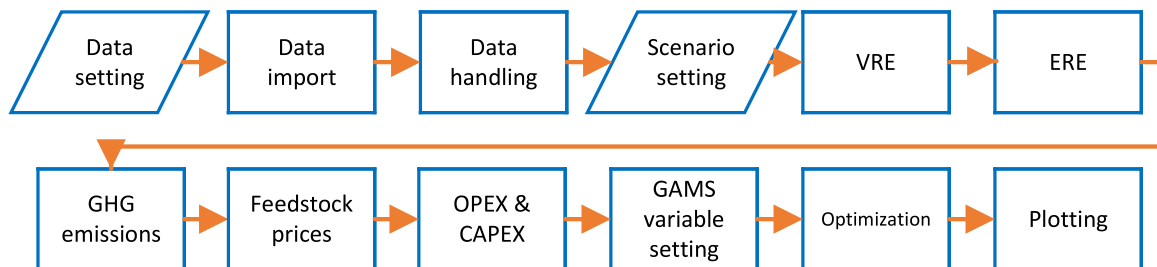 Data
setting
Data
import
Data
handling
Scenario
setting
VRE
ERE
GHG
emissions
Feedstock
prices
OPEX &
CAPEX
GAMS
variable
setting
Optimization
Plotting